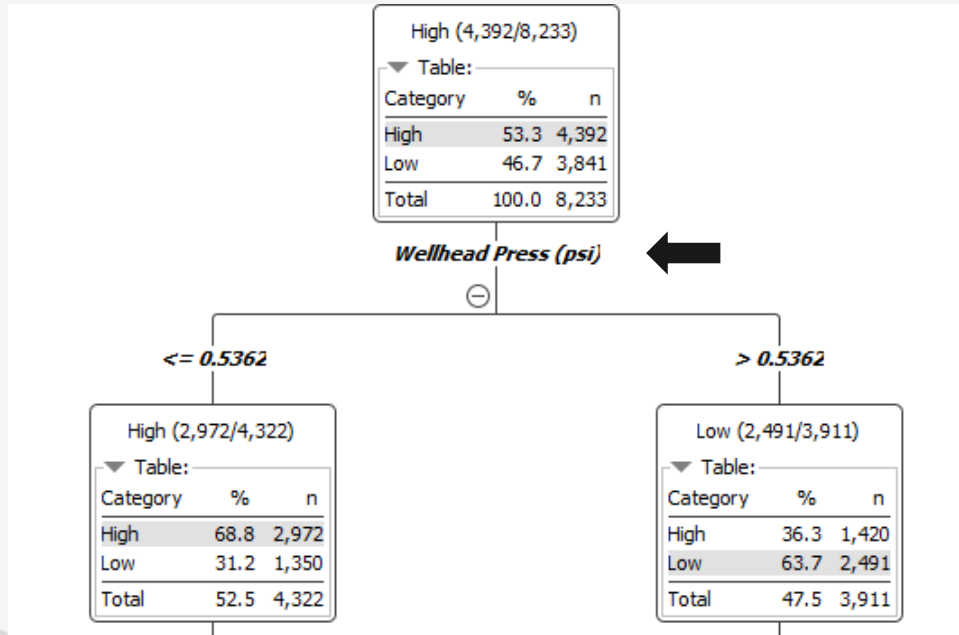 High (4,392/8,233)
Table:
Category % n
High 53.3 4,392
Low 46.7 3,841
Total 100.0 8,233
Wellhead Press (psi)
<= 0.5362
> 0.5362
High (2,972/4,322)
Table:
Category % n
High 68.8 2,972
Low 31.2 1,350
Total 52.5 4,322
Low (2,491/3,911)
Table:
Category % n
High 36.3 1,420
Low 63.7 2,491
Total 47.5 3,911